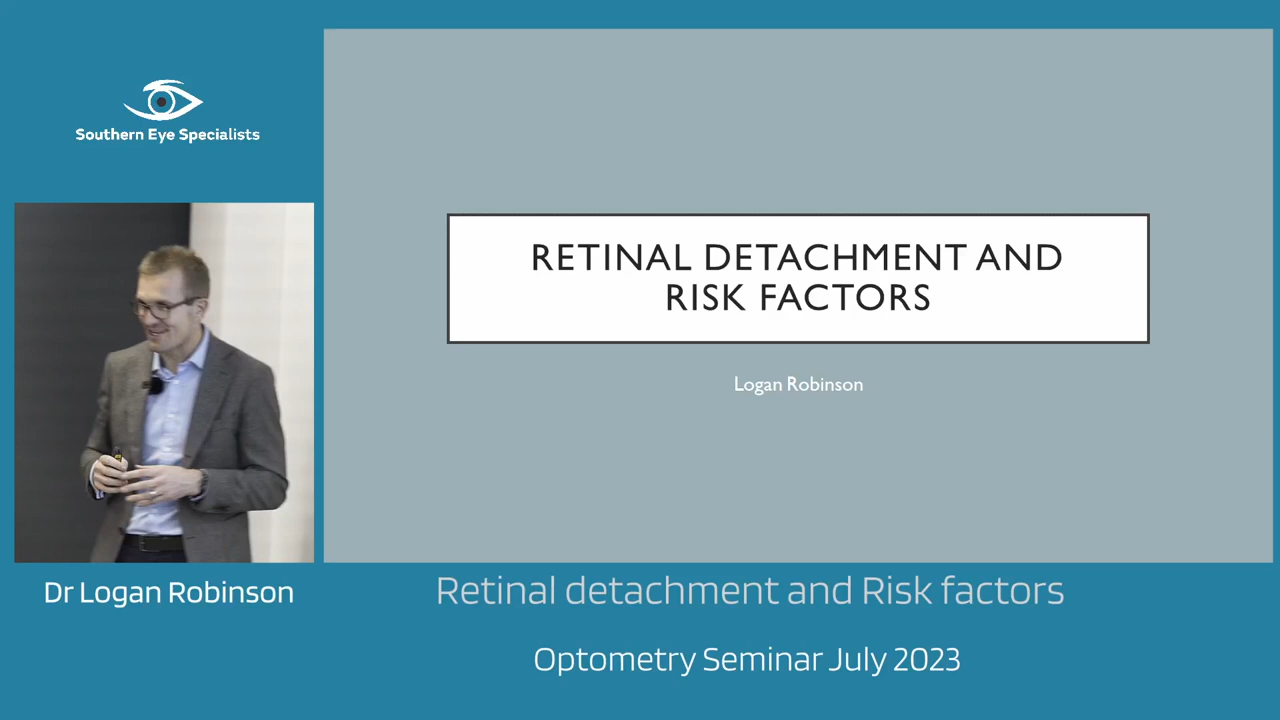 Southern Eye Specialists
RETINAL DETACHMENT AND
RISK FACTORS
Logan Robinson
Dr Logan Robinson
Retinal detachment and Risk factors
Optometry Seminar July 2023